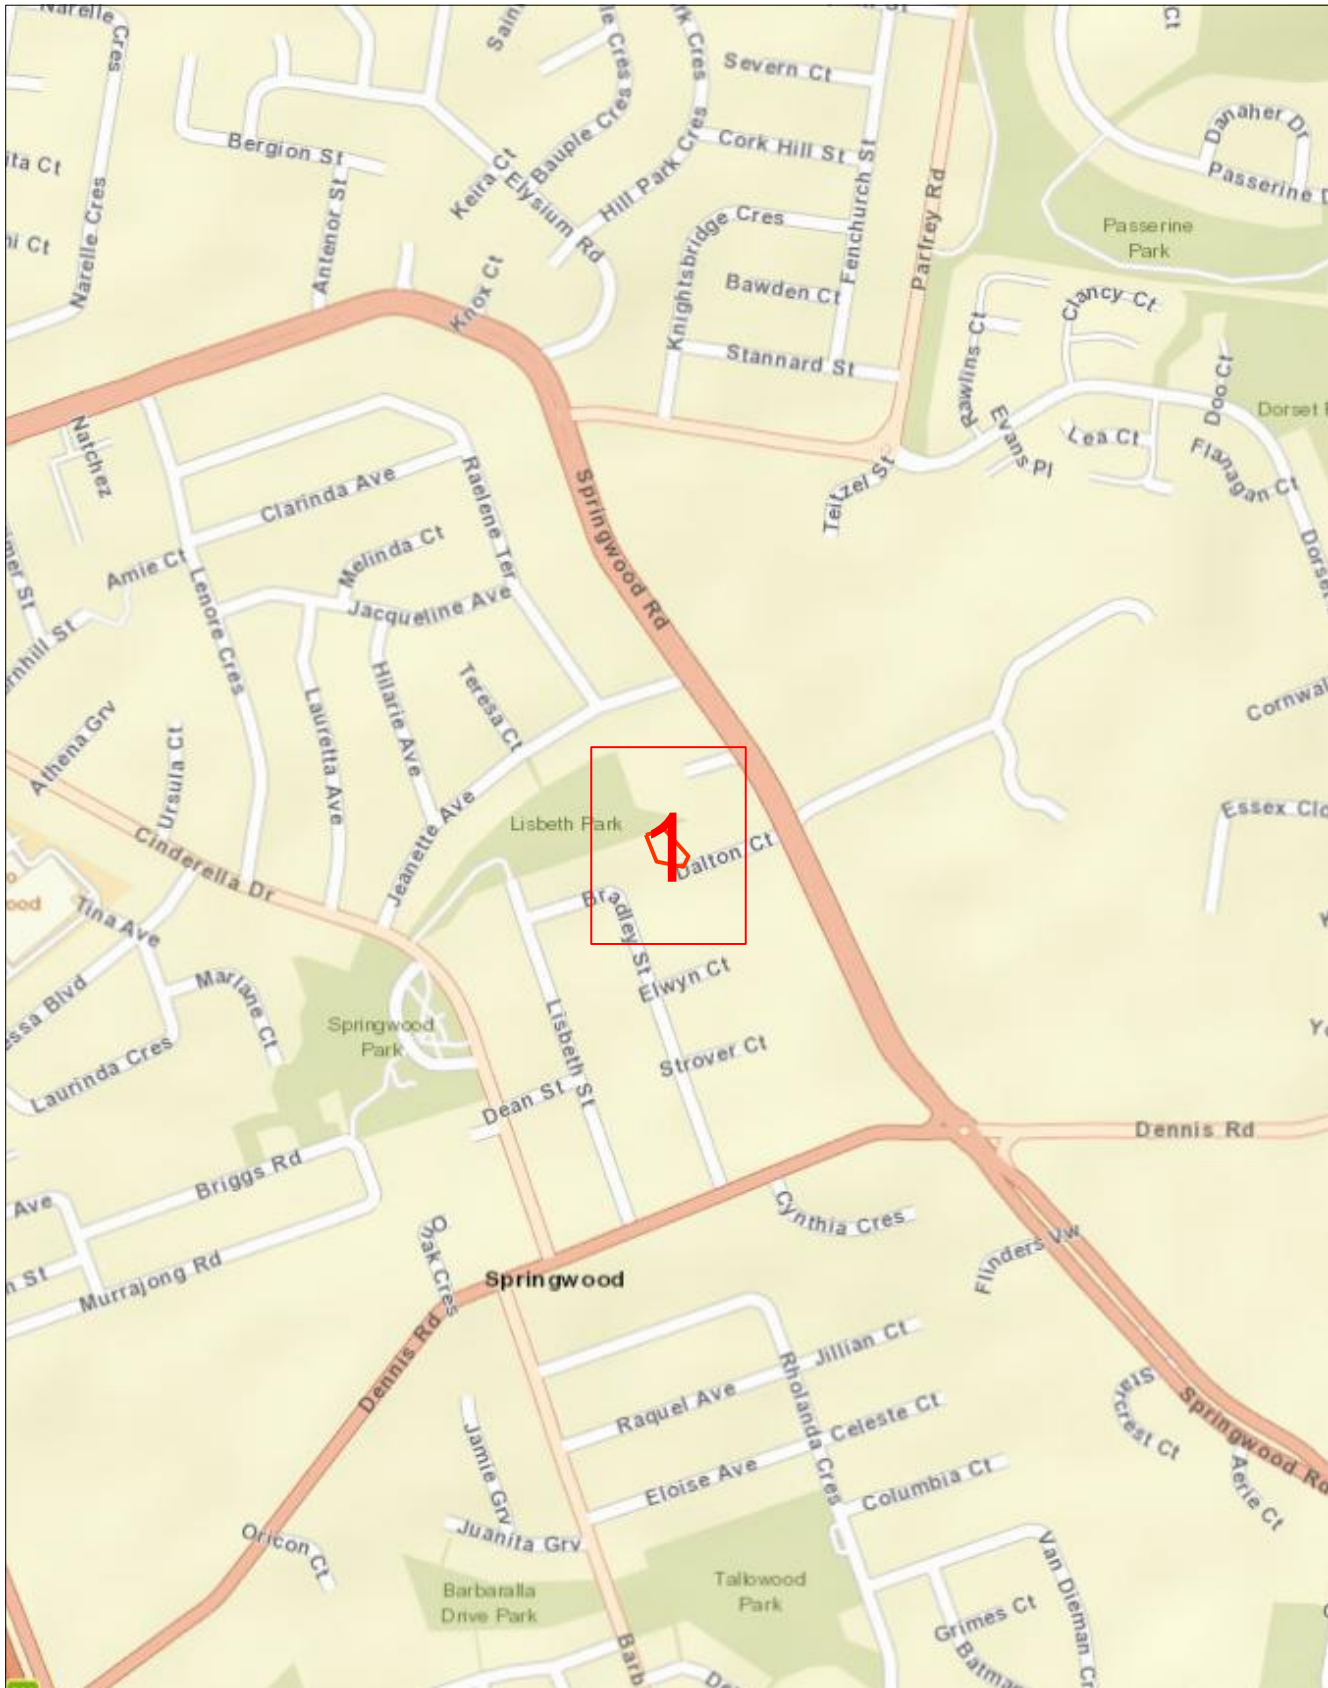 Narelle Cres
Severn Ct
Ct
Danaher Dr
Bergion St
Cork Hill St
Keira Ct
Bauple Cres
Elysium Rd
Hill Park Cres
Fenchurch St
Parfrey Rd
Passerine
Narelle Cres
Antenor St
Knightsbridge Cres
Passerine
Park
Knox Ct
Bawden Ct
Clancy Ct
Stannard St
Rawlins Ct
Doo Ct
Natchez
Evans Pl
Lea Ct
Flanagan Ct
Dorset
Clarinda Ave
Raelene Ter
Springwood Rd
Teitzel St
Amie Ct
Melinda Ct
Lenore Cres
Jacqueline Ave
Hilarie Ave
Lauretta Ave
Teresa Ct
Athena Grv
Ursula Ct
Jeanette Ave
Lisbeth Park
1
Dalton Ct
Essex Clo
Cinderella Dr
Bradley St
Tina Ave
Marlane Ct
Elwyn Ct
Springwood
Park
Lisbeth St
Strover Ct
Laurinda Cres
Dean St
Dennis Rd
Briggs Rd
Ave
Cynthia Cres
Flinders Vw
Murrajong Rd
Springwood
Dennis Rd
Jillian Ct
Rholanda Cres
Raquel Ave
Celeste Ct
Springwood Rd
Jamie Grv
Eloise Ave
Columbia Ct
Aerie Ct
Juanita Grv
Oricon Ct
Van Dieman Cr
Barbaralla
Drive Park
Tallowood
Park
Grimes Ct
Barb